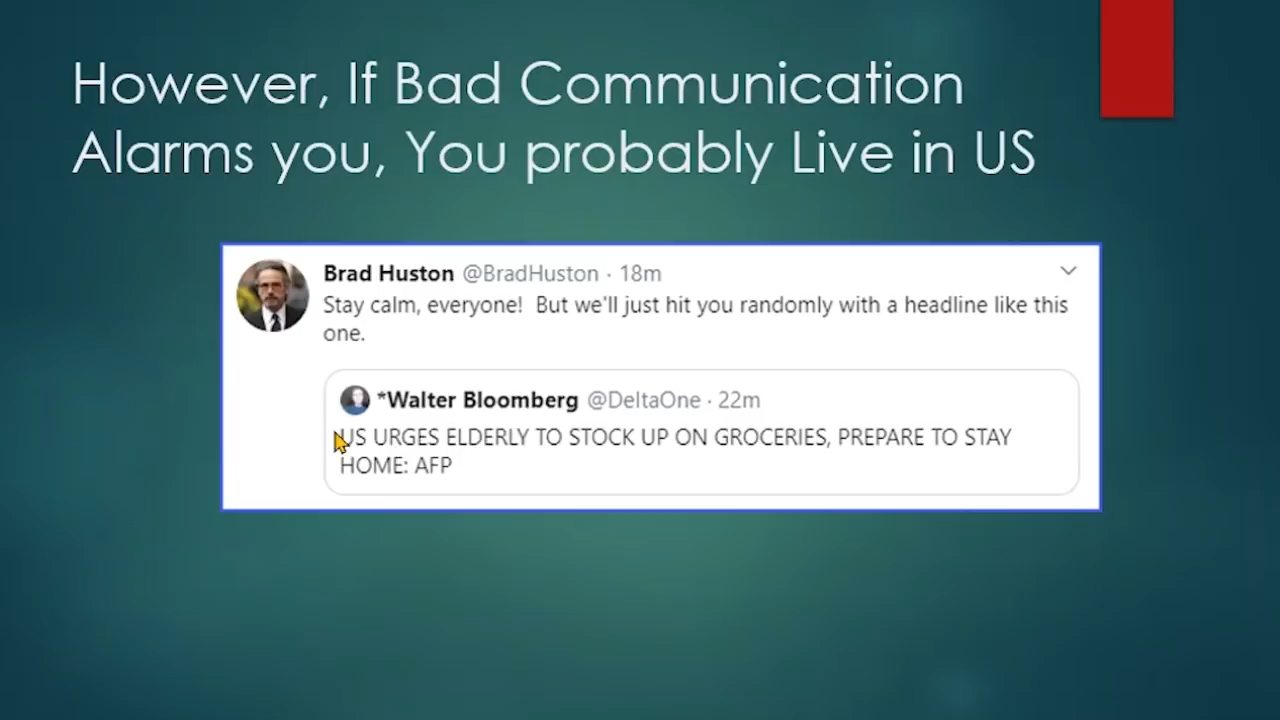 However, If Bad Communication
Alarms you, You probably Live in US
Brad Huston @BradHuston · 18m
Stay calm, everyone!  But we'll just hit you randomly with a headline like this
one.
*Walter Bloomberg @DeltaOne · 22m
US URGES ELDERLY TO STOCK UP ON GROCERIES, PREPARE TO STAY
HOME: AFP